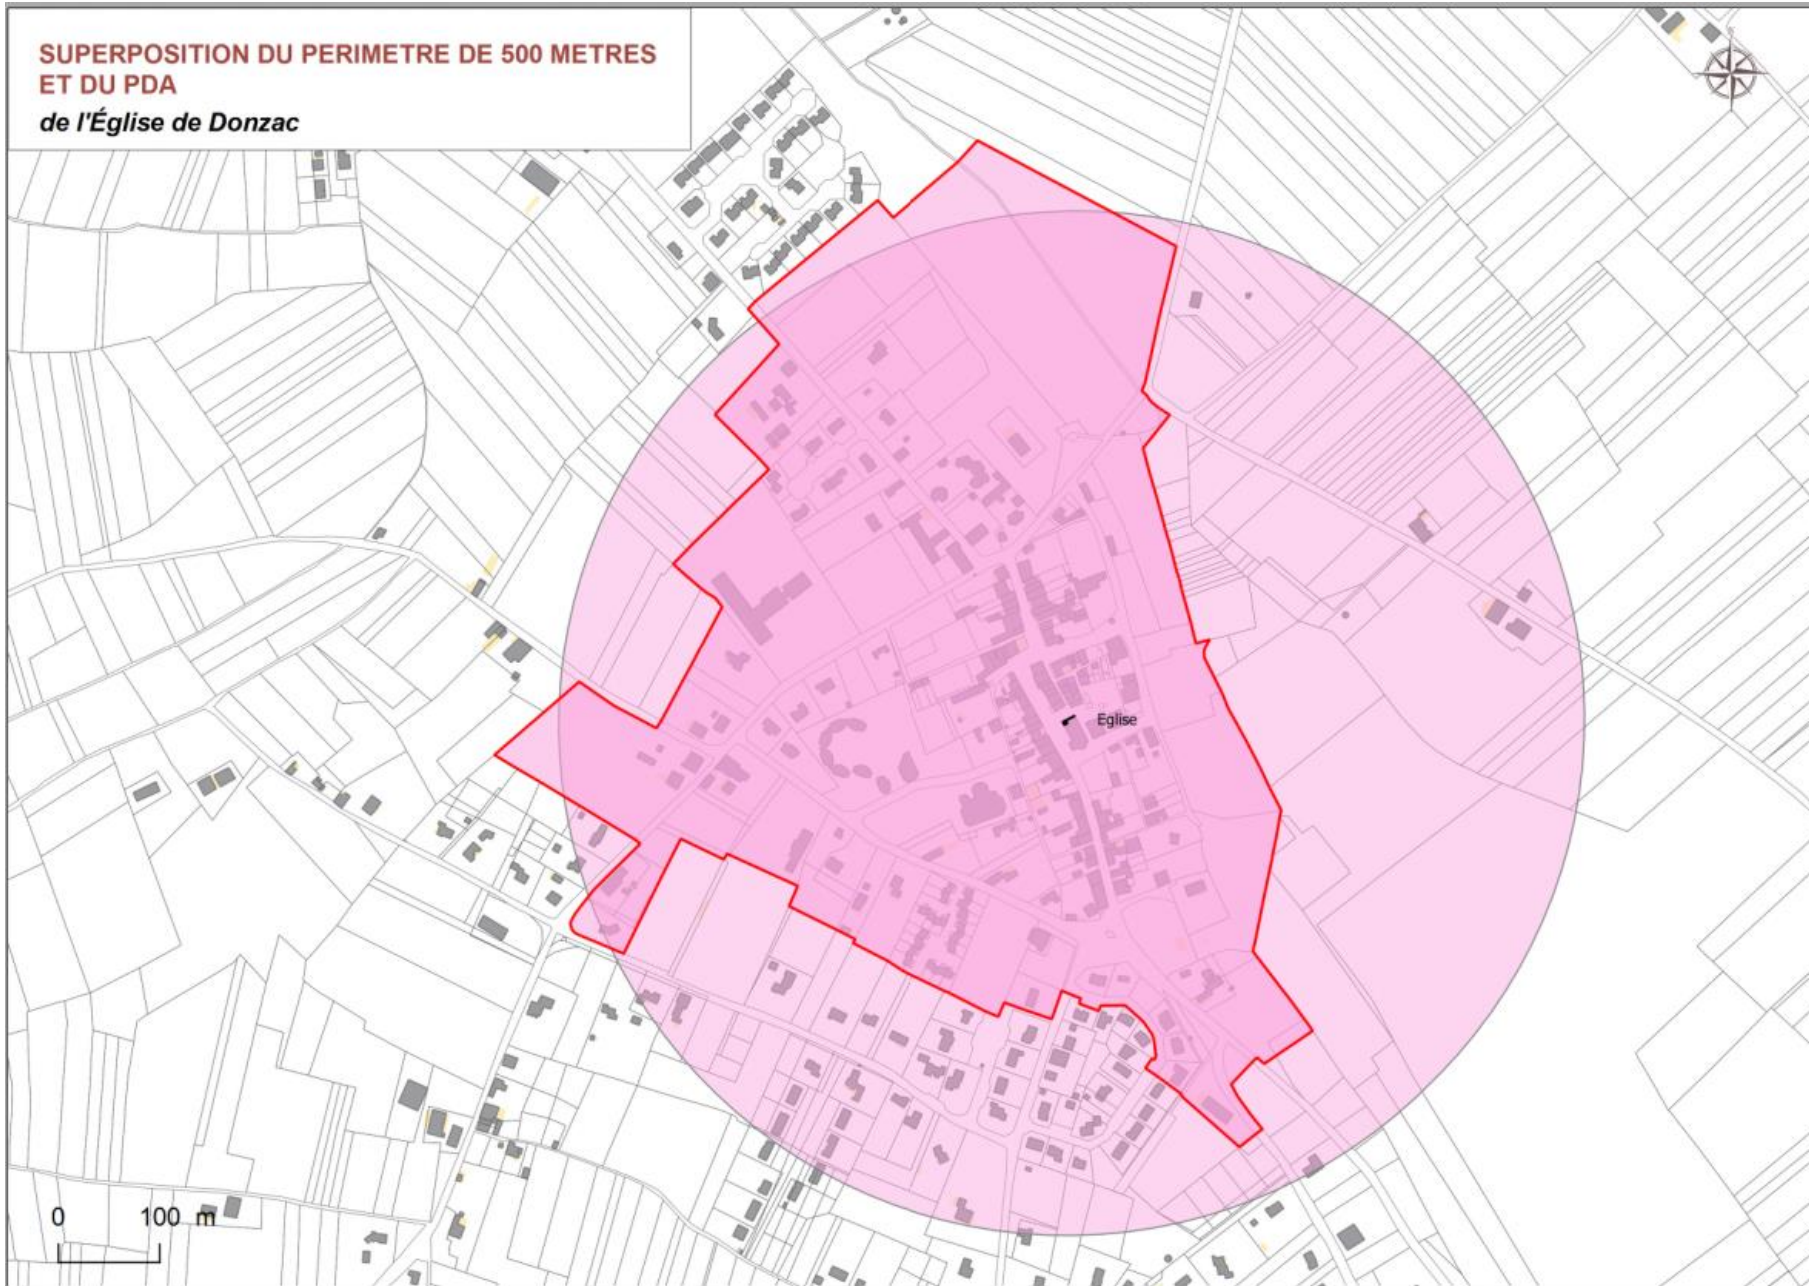 SUPERPOSITION DU PERIMETRE DE 500 METRES
ET DU PDA
de l'Église de Donzac
Eglise
0 100 m